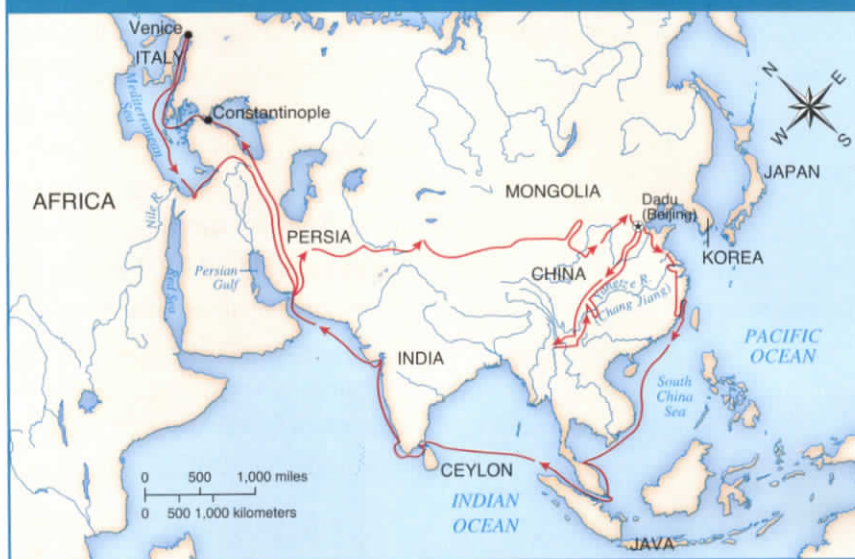 Venice
ITALY
Mediterranean
Sea
Constantinople
AFRICA
Nile R.
Red Sea
PERSIA
Persian
Gulf
MONGOLIA
Dadu
(Beijing)
CHINA
Yangtze R.
(Chang Jiang)
KOREA
JAPAN
N
E
W
S
INDIA
PACIFIC
OCEAN
South
China
Sea
CEYLON
INDIAN
OCEAN
JAVA
0 500 1,000 miles
0 500 1,000 kilometers